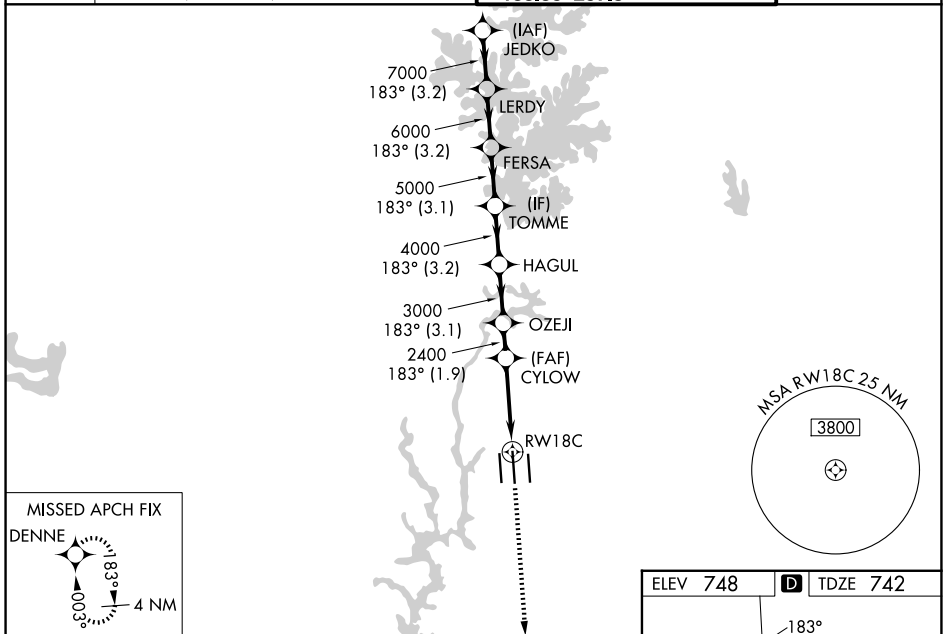 (IAF)
JEDKO
7000
183° (3.2)
LERDY
6000
183° (3.2)
FERSA
5000
183° (3.1)
(IF)
TOMME
4000
183° (3.2)
HAGUL
3000
183° (3.1)
OZEJI
2400
183° (1.9)
(FAF)
CYLOW
RW18C
MSA RW18C 25 NM
3800
MISSED APCH FIX
DENNE
183°
003°
4 NM
ELEV 748 D TDZE 742
183°